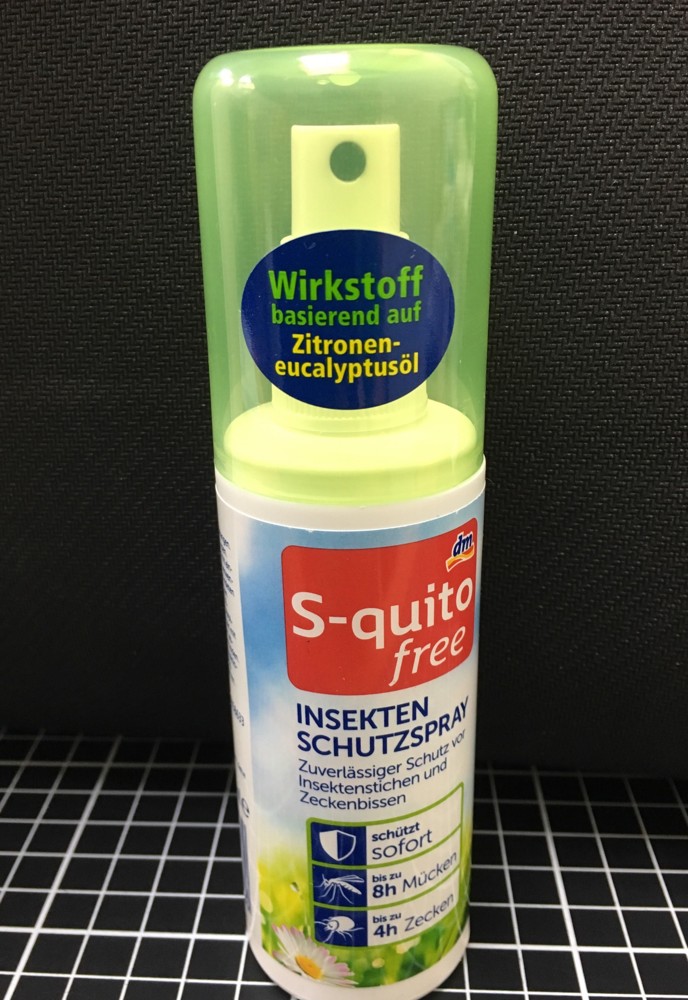 Wirkstoff
basierend auf
Zitronen-
eucalyptusöl
dm
S-quito
free
INSEKTEN
SCHUTZSPRAY
Zuverlässiger Schutz vor
Insektenstichen und
Zeckenbissen
schützt
sofort
bis zu
8h Mücken
bis zu
4h Zecken